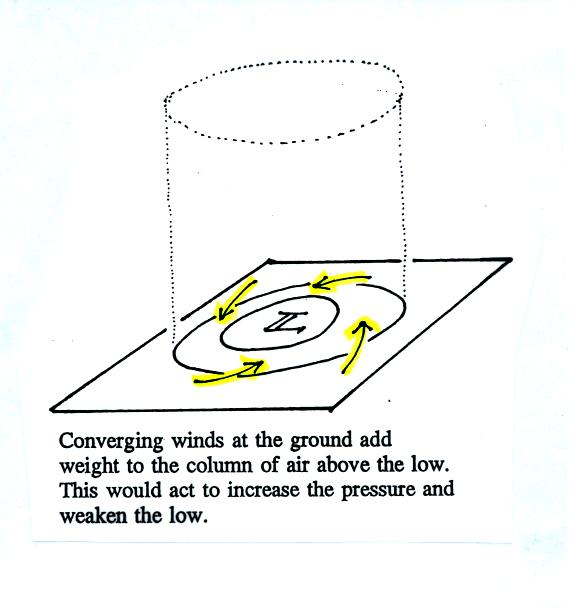 L
Converging winds at the ground add
weight to the column of air above the low.
This would act to increase the pressure and
weaken the low.